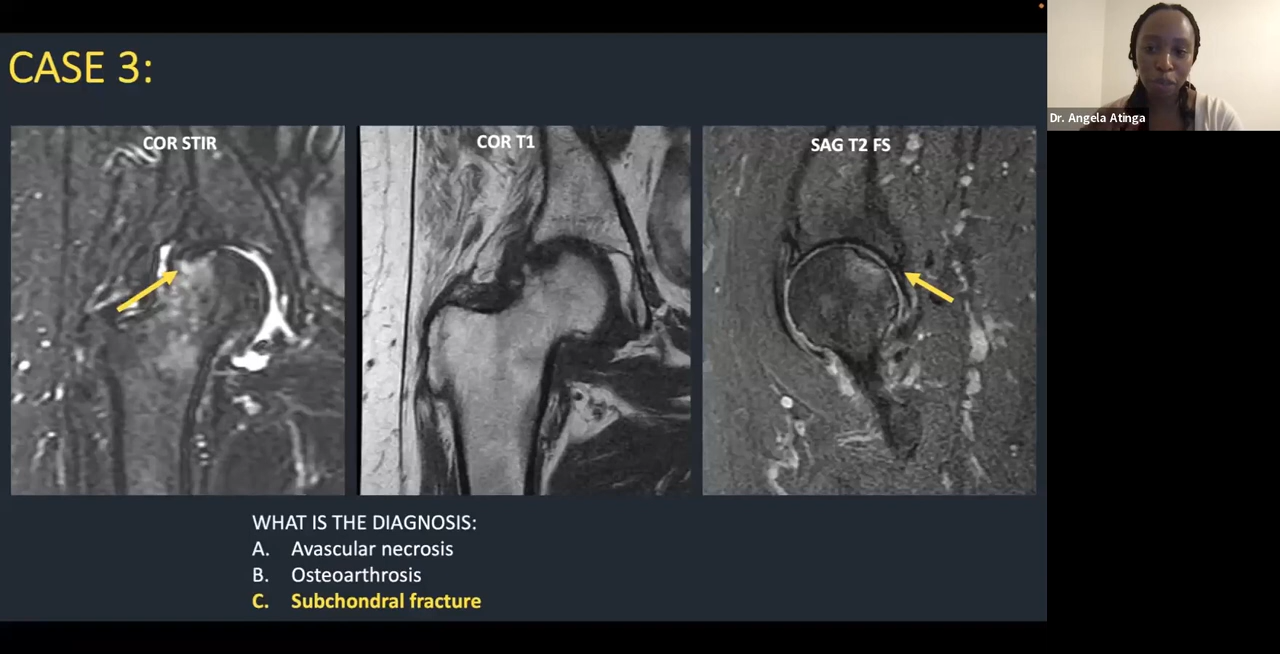 CASE 3:
COR STIR
COR T1
SAG T2 FS
Dr. Angela Atinga
WHAT IS THE DIAGNOSIS:
A. Avascular necrosis
B. Osteoarthrosis
C. Subchondral fracture